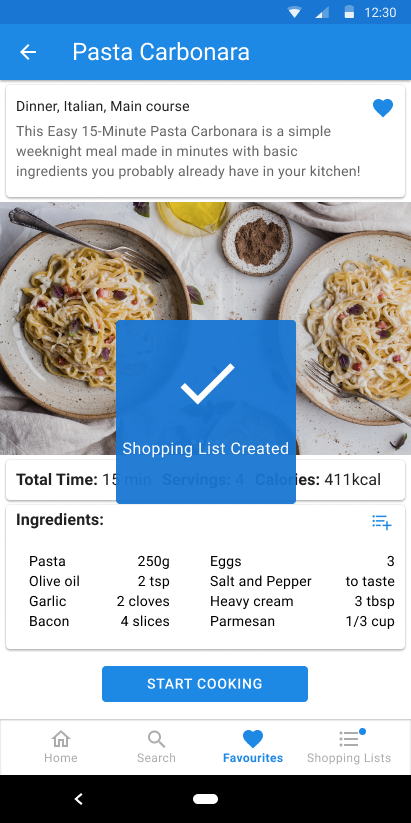 12:30
Pasta Carbonara
Dinner, Italian, Main course
This Easy 15-Minute Pasta Carbonara is a simple
weeknight meal made in minutes with basic
ingredients you probably already have in your kitchen!
Shopping List Created
Total Time: 15 min Servings: 4 Calories: 411kcal
Ingredients:
Pasta 250g Eggs 3
Olive oil 2 tsp Salt and Pepper to taste
Garlic 2 cloves Heavy cream 3 tbsp
Bacon 4 slices Parmesan 1/3 cup
START COOKING
Home Search Favourites Shopping Lists